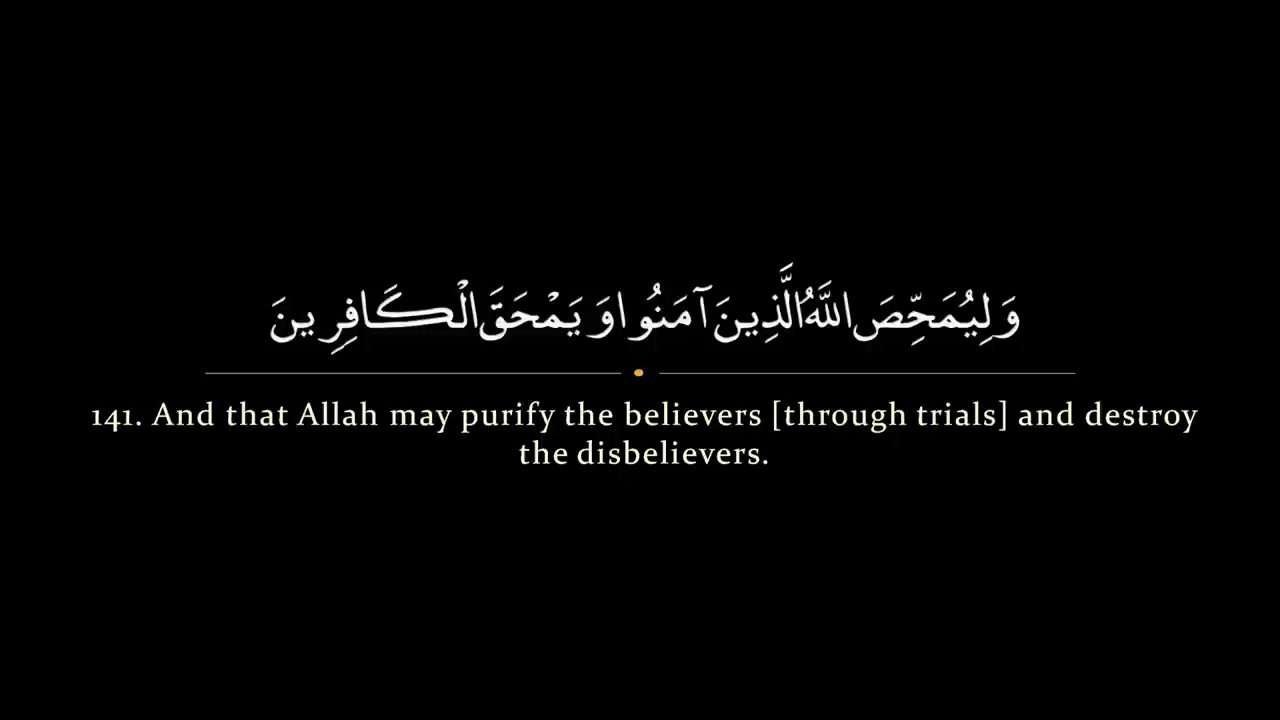 وَلِيُمَحِّصَ اللَّهُ الَّذِينَ آمَنُوا وَيَمْحَقَ الْكَافِرِينَ
141. And that Allah may purify the believers [through trials] and destroy
the disbelievers.